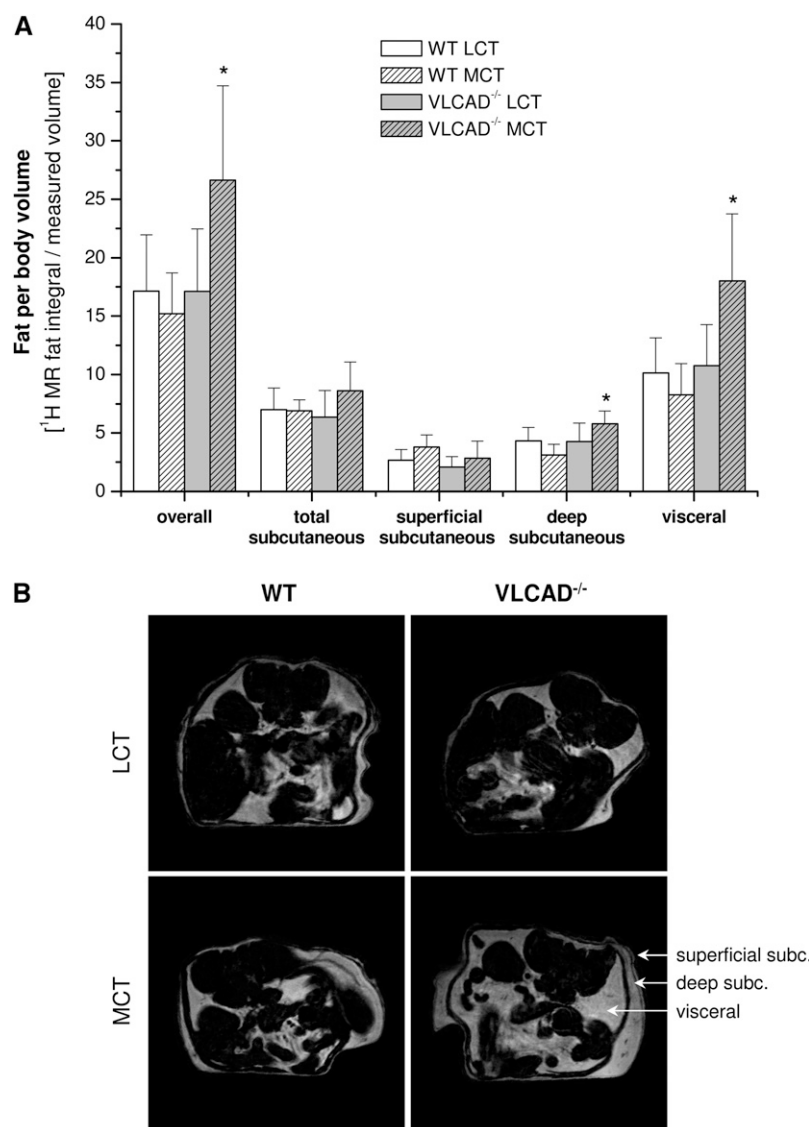 A
40
35
30
25
20
15
10
5
0
Fat per body volume
[¹H MR fat integral / measured volume]
WT LCT
WT MCT
VLCAD⁻/⁻ LCT
VLCAD⁻/⁻ MCT
*
*
*
overall
total
subcutaneous
superficial
subcutaneous
deep
subcutaneous
visceral
B
WT
VLCAD⁻/⁻
LCT
MCT
superficial subc.
deep subc.
visceral